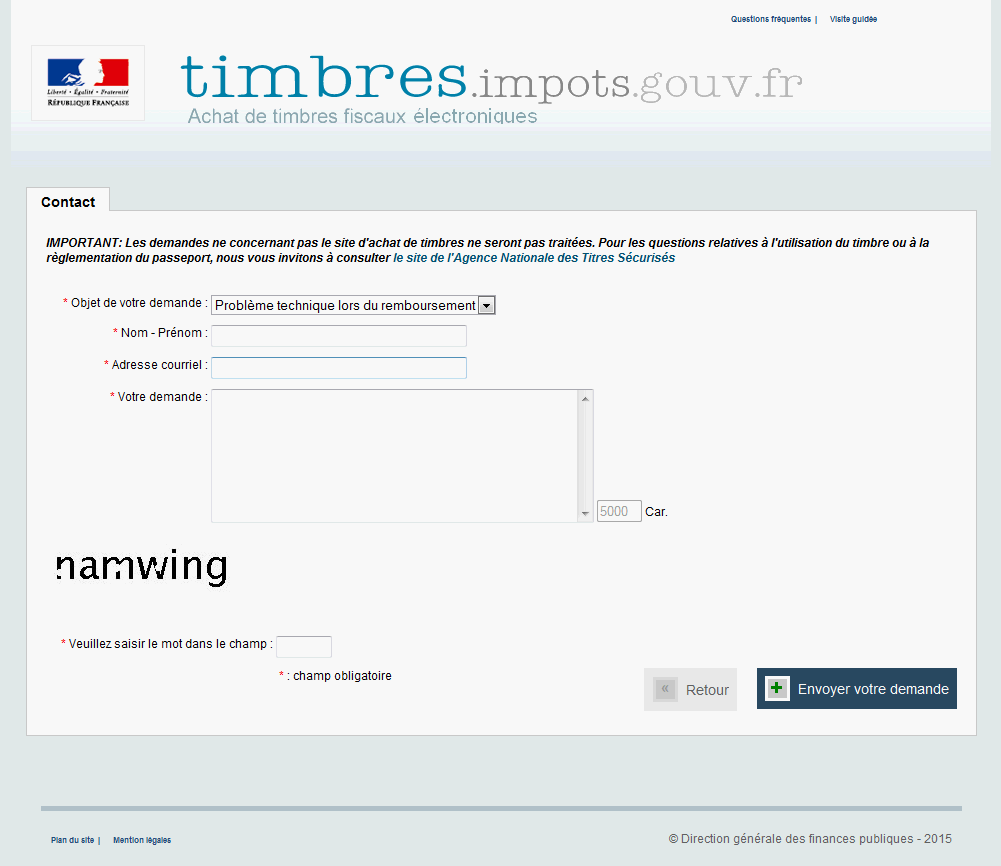 Questions fréquentes | Visite guidée
Liberté • Égalité • Fraternité
RÉPUBLIQUE FRANÇAISE
timbres.impots.gouv.fr
Achat de timbres fiscaux électroniques
Contact
IMPORTANT: Les demandes ne concernant pas le site d'achat de timbres ne seront pas traitées. Pour les questions relatives à l'utilisation du timbre ou à la
règlementation du passeport, nous vous invitons à consulter le site de l'Agence Nationale des Titres Sécurisés
* Objet de votre demande : Problème technique lors du remboursement
* Nom - Prénom :
* Adresse courriel :
* Votre demande :
5000 Car.
namwing
* Veuillez saisir le mot dans le champ :
* : champ obligatoire
« Retour
Envoyer votre demande
Plan du site | Mention légales
© Direction générale des finances publiques - 2015